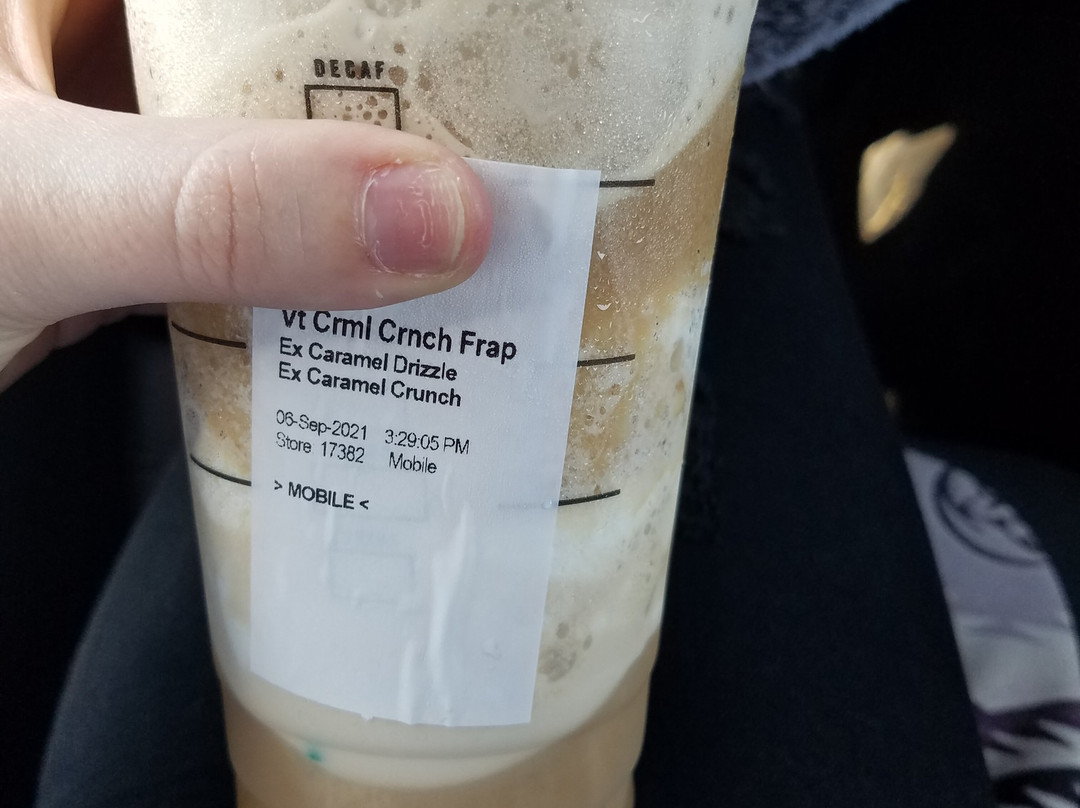 DECAF
Vt Crml Crnch Frap
Ex Caramel Drizzle
Ex Caramel Crunch
06-Sep-2021 3:29:05 PM
Store 17382 Mobile
> MOBILE <